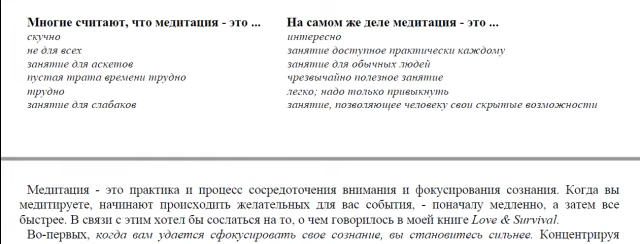 Многие считают, что медитация - это ... На самом же деле медитация - это ...
скучно интересно
не для всех занятие доступное практически каждому
занятие для аскетов занятие для обычных людей
пустая трата времени трудно чрезвычайно полезное занятие
трудно легко; надо только привыкнуть
занятие для слабаков занятие, позволяющее человеку свои скрытые возможности
Медитация - это практика и процесс сосредоточения внимания и фокусирования сознания. Когда вы
медитируете, начинают происходить желательных для вас события, - поначалу медленно, а затем все
быстрее. В связи с этим хотел бы сослаться на то, о чем говорилось в моей книге Love & Survival.
Во-первых, когда вам удается сфокусировать свое сознание, вы становитесь сильнее. Концентрируя